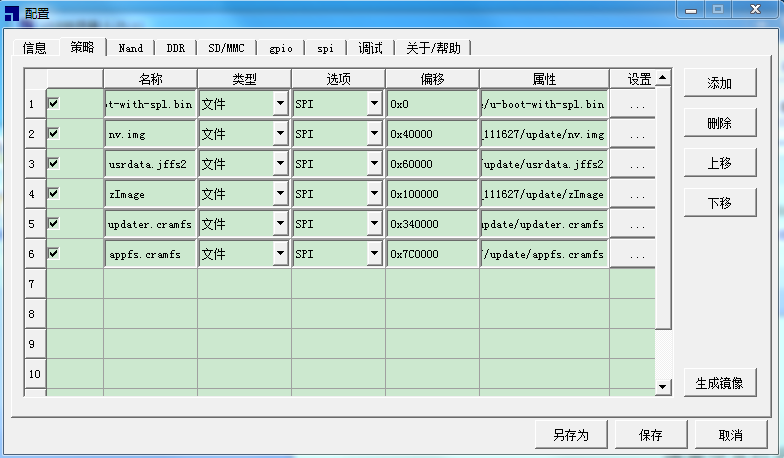 配置
信息 策略 Nand DDR SD/MMC gpio spi 调试 关于/帮助
名称 类型 选项 偏移 属性 设置
1 ot-with-spl.bin 文件 SPI 0x0 e/u-boot-with-spl.bin ...
2 nv.img 文件 SPI 0x40000 _111627/update/nv.img ...
3 usrdata.jffs2 文件 SPI 0x60000 update/usrdata.jffs2 ...
4 zImage 文件 SPI 0x100000 _111627/update/zImage ...
5 updater.cramfs 文件 SPI 0x340000 update/updater.cramfs ...
6 appfs.cramfs 文件 SPI 0x7C0000 /update/appfs.cramfs ...
7
8
9
10
添加
删除
上移
下移
生成镜像
另存为 保存 取消